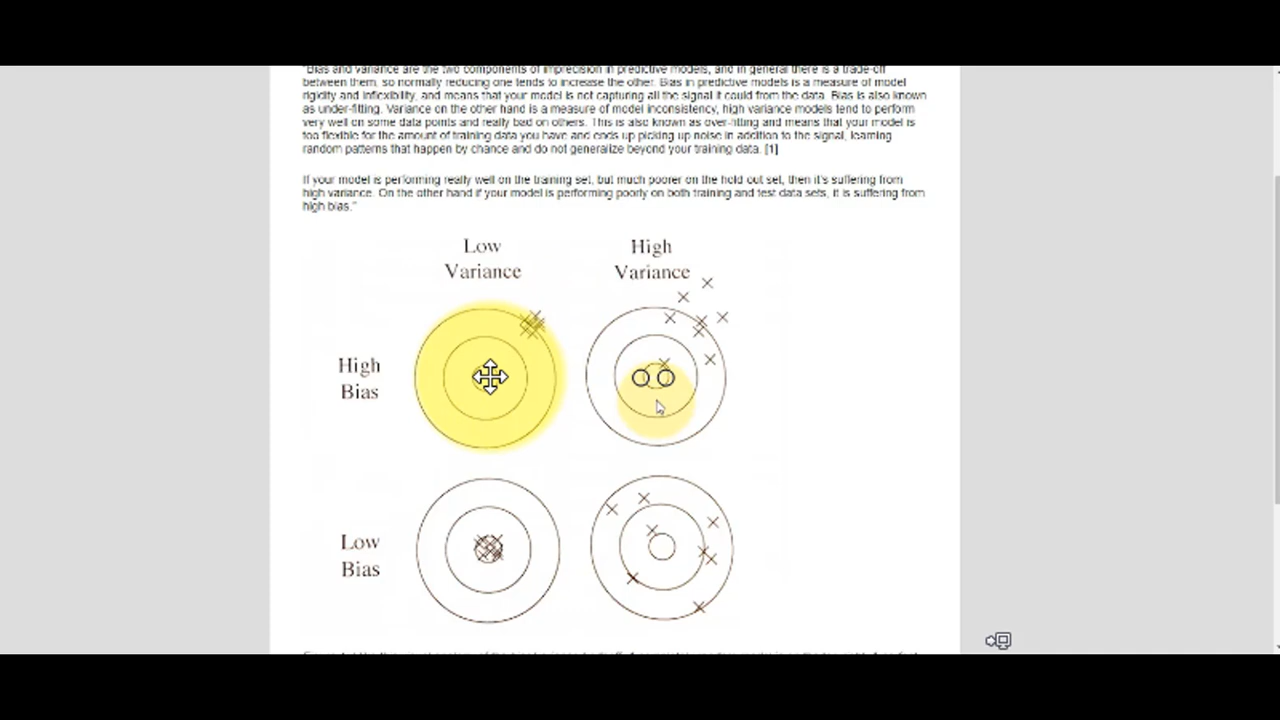 "Bias and variance are the two components of imprecision in predictive models, and in general there is a trade-off
between them, so normally reducing one tends to increase the other. Bias in predictive models is a measure of model
rigidity and inflexibility, and means that your model is not capturing all the signal it could from the data. Bias is also known
as under-fitting. Variance on the other hand is a measure of model inconsistency, high variance models tend to perform
very well on some data points and really bad on others. This is also known as over-fitting and means that your model is
too flexible for the amount of training data you have and ends up picking up noise in addition to the signal, learning
random patterns that happen by chance and do not generalize beyond your training data. [1]
If your model is performing really well on the training set, but much poorer on the hold out set, then it's suffering from
high variance. On the other hand if your model is performing poorly on both training and test data sets, it is suffering from
high bias."
Low
Variance
High
Variance
High
Bias
Low
Bias